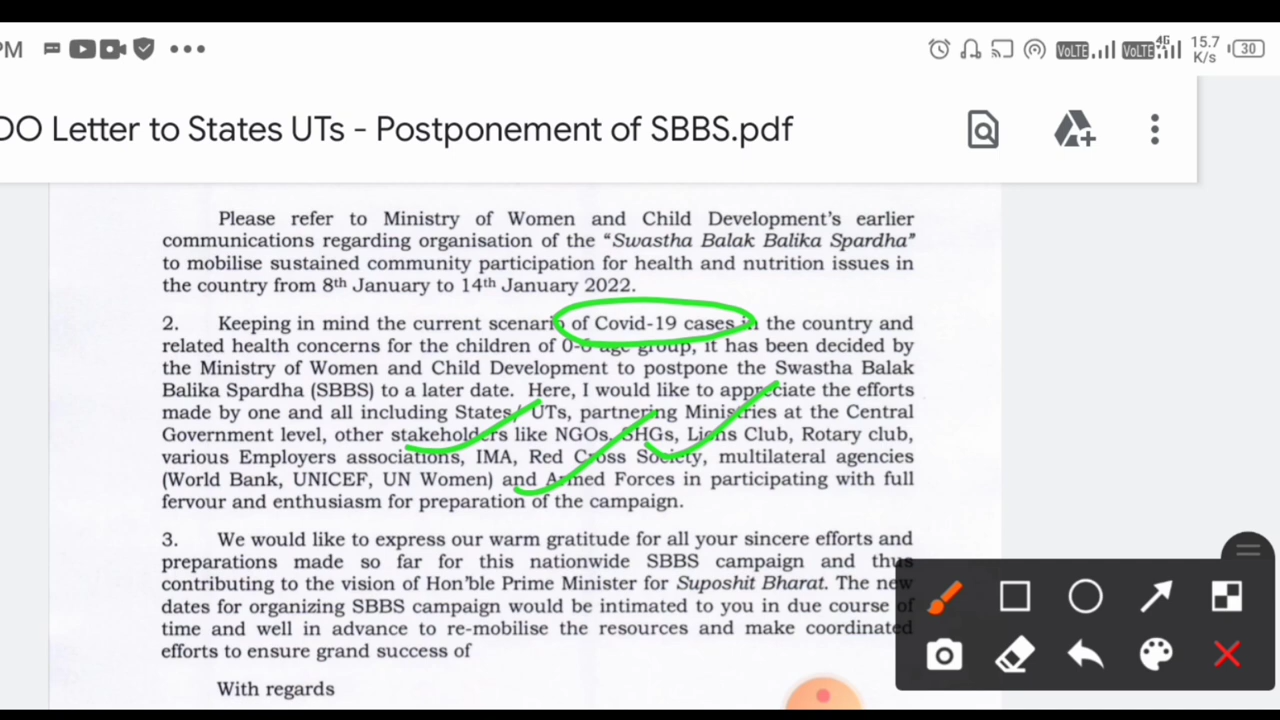 PM
VoLTE VoLTE 4G 15.7 K/s 30
DO Letter to States UTs - Postponement of SBBS.pdf
Please refer to Ministry of Women and Child Development's earlier
communications regarding organisation of the “Swastha Balak Balika Spardha”
to mobilise sustained community participation for health and nutrition issues in
the country from 8th January to 14th January 2022.
2. Keeping in mind the current scenario of Covid-19 cases in the country and
related health concerns for the children of 0-6 age group, it has been decided by
the Ministry of Women and Child Development to postpone the Swastha Balak
Balika Spardha (SBBS) to a later date. Here, I would like to appreciate the efforts
made by one and all including States/ UTs, partnering Ministries at the Central
Government level, other stakeholders like NGOs, SHGs, Lions Club, Rotary club,
various Employers associations, IMA, Red Cross Society, multilateral agencies
(World Bank, UNICEF, UN Women) and Armed Forces in participating with full
fervour and enthusiasm for preparation of the campaign.
3. We would like to express our warm gratitude for all your sincere efforts and
preparations made so far for this nationwide SBBS campaign and thus
contributing to the vision of Hon'ble Prime Minister for Suposhit Bharat. The new
dates for organizing SBBS campaign would be intimated to you in due course of
time and well in advance to re-mobilise the resources and make coordinated
efforts to ensure grand success of
With regards